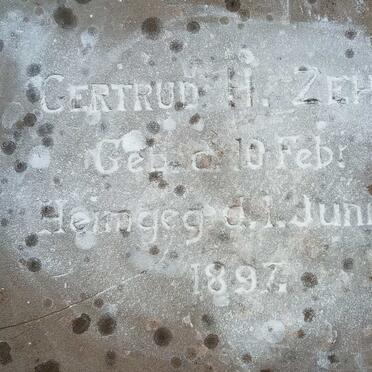 GERTRUD H. ZEH
Geb. d. 10 Febr.
Heimgeg. d. 1. Juni
1897.